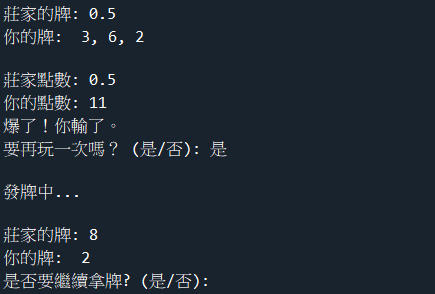 莊家的牌: 0.5
你的牌:  3, 6, 2
莊家點數: 0.5
你的點數: 11
爆了！你輸了。
要再玩一次嗎？ (是/否): 是
發牌中...
莊家的牌: 8
你的牌:  2
是否要繼續拿牌? (是/否):